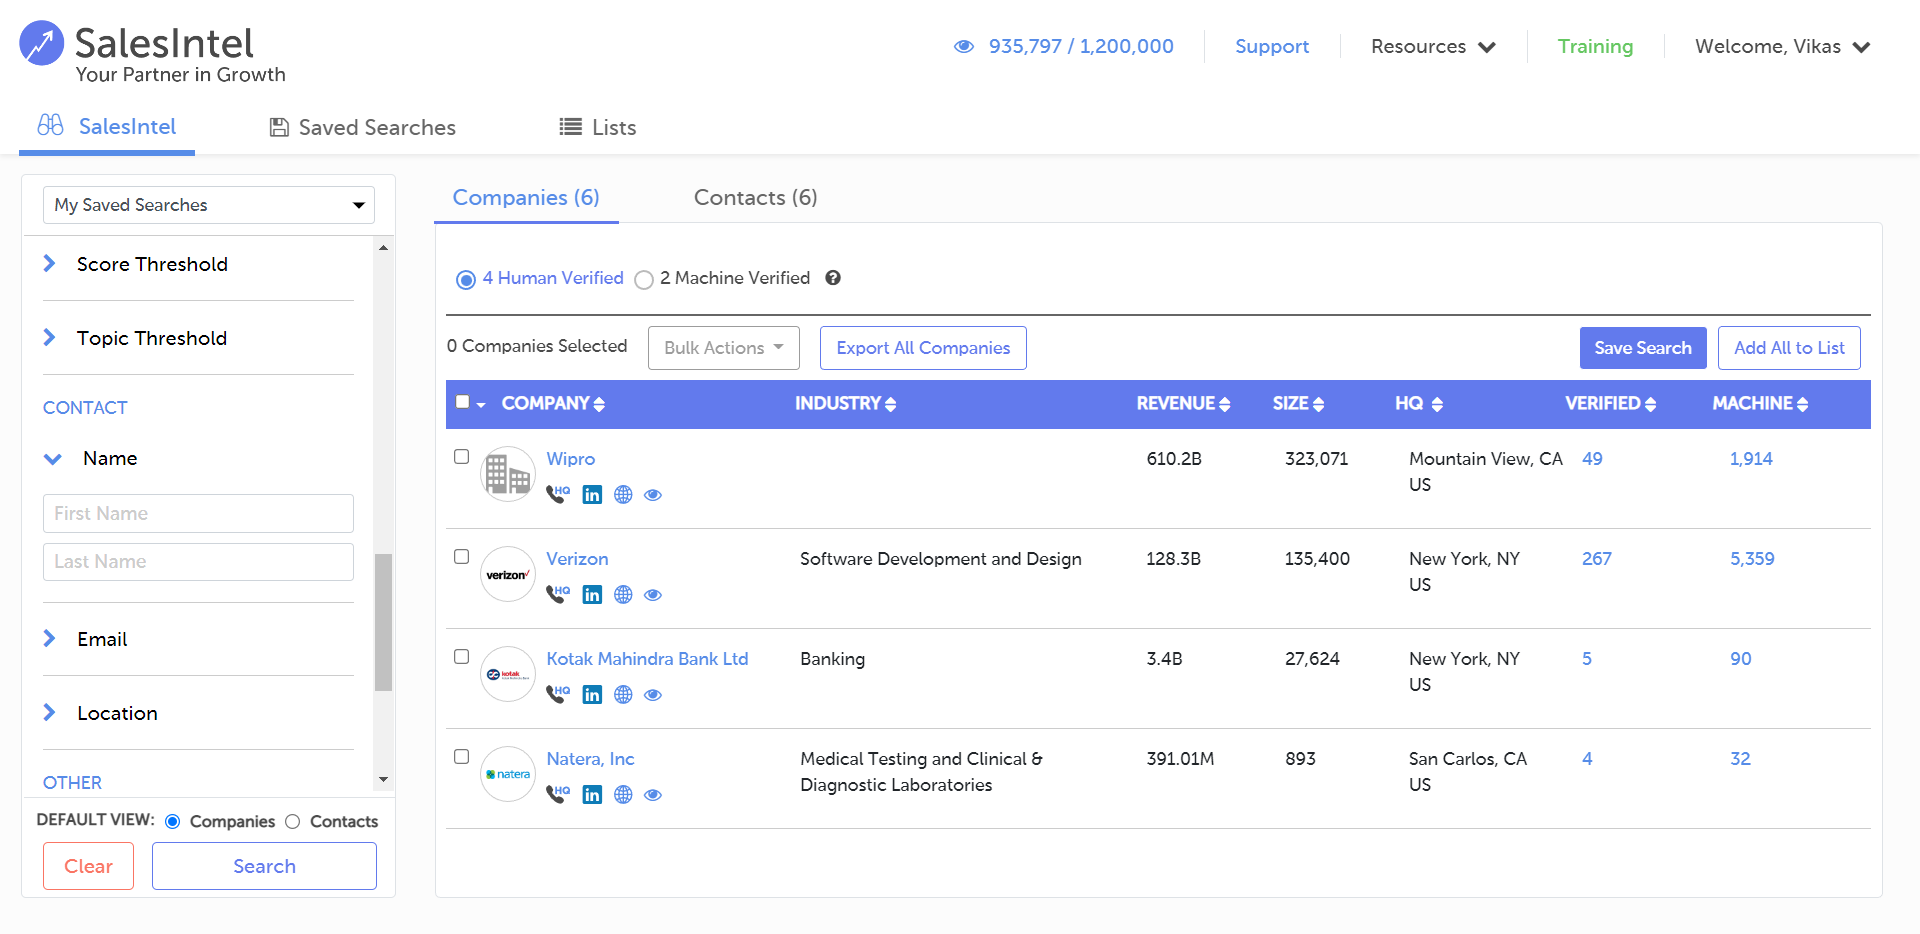 SalesIntel
Your Partner in Growth
935,797 / 1,200,000
Support
Resources
Training
Welcome, Vikas
SalesIntel
Saved Searches
Lists
My Saved Searches
Score Threshold
Topic Threshold
CONTACT
Name
First Name
Last Name
Email
Location
OTHER
DEFAULT VIEW: Companies Contacts
Clear
Search
Companies (6)
Contacts (6)
4 Human Verified 2 Machine Verified ?
0 Companies Selected
Bulk Actions
Export All Companies
Save Search
Add All to List
COMPANY INDUSTRY REVENUE SIZE HQ VERIFIED MACHINE
Wipro 610.2B 323,071 Mountain View, CA 49 1,914
US
HQ in
Verizon Software Development and Design 128.3B 135,400 New York, NY 267 5,359
verizon
US
HQ in
Kotak Mahindra Bank Ltd Banking 3.4B 27,624 New York, NY 5 90
kotak
US
HQ in
Natera, Inc Medical Testing and Clinical & 391.01M 893 San Carlos, CA 4 32
natera
Diagnostic Laboratories US
HQ in